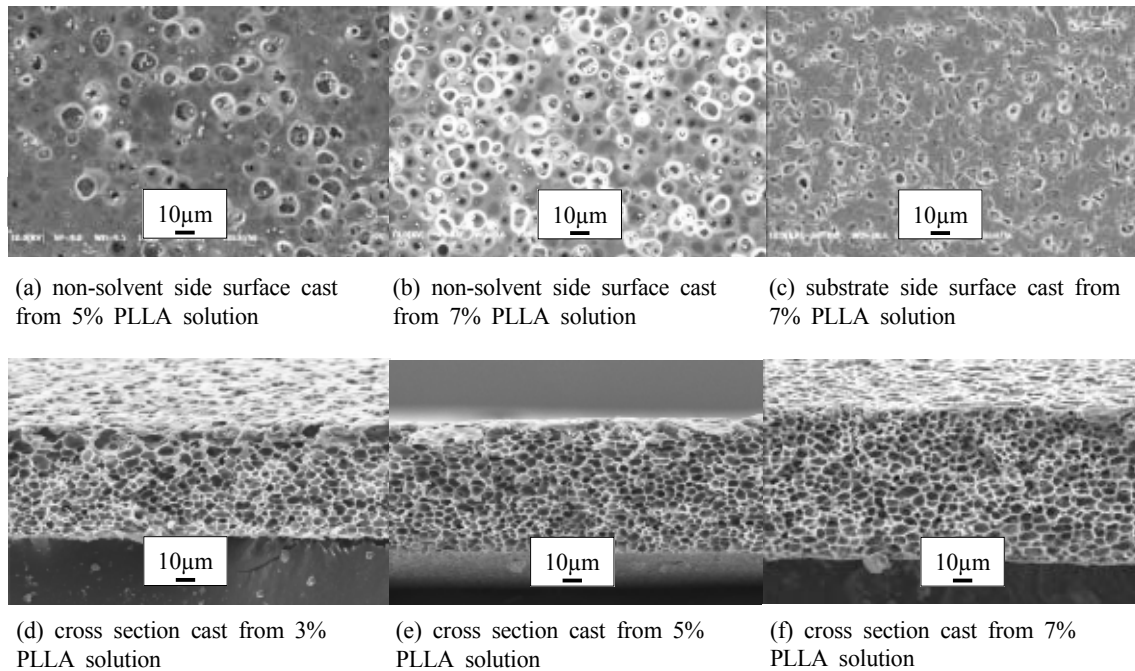 10μm
10μm
10μm
(a) non-solvent side surface cast
from 5% PLLA solution
(b) non-solvent side surface cast
from 7% PLLA solution
(c) substrate side surface cast from
7% PLLA solution
10μm
10μm
10μm
(d) cross section cast from 3%
PLLA solution
(e) cross section cast from 5%
PLLA solution
(f) cross section cast from 7%
PLLA solution